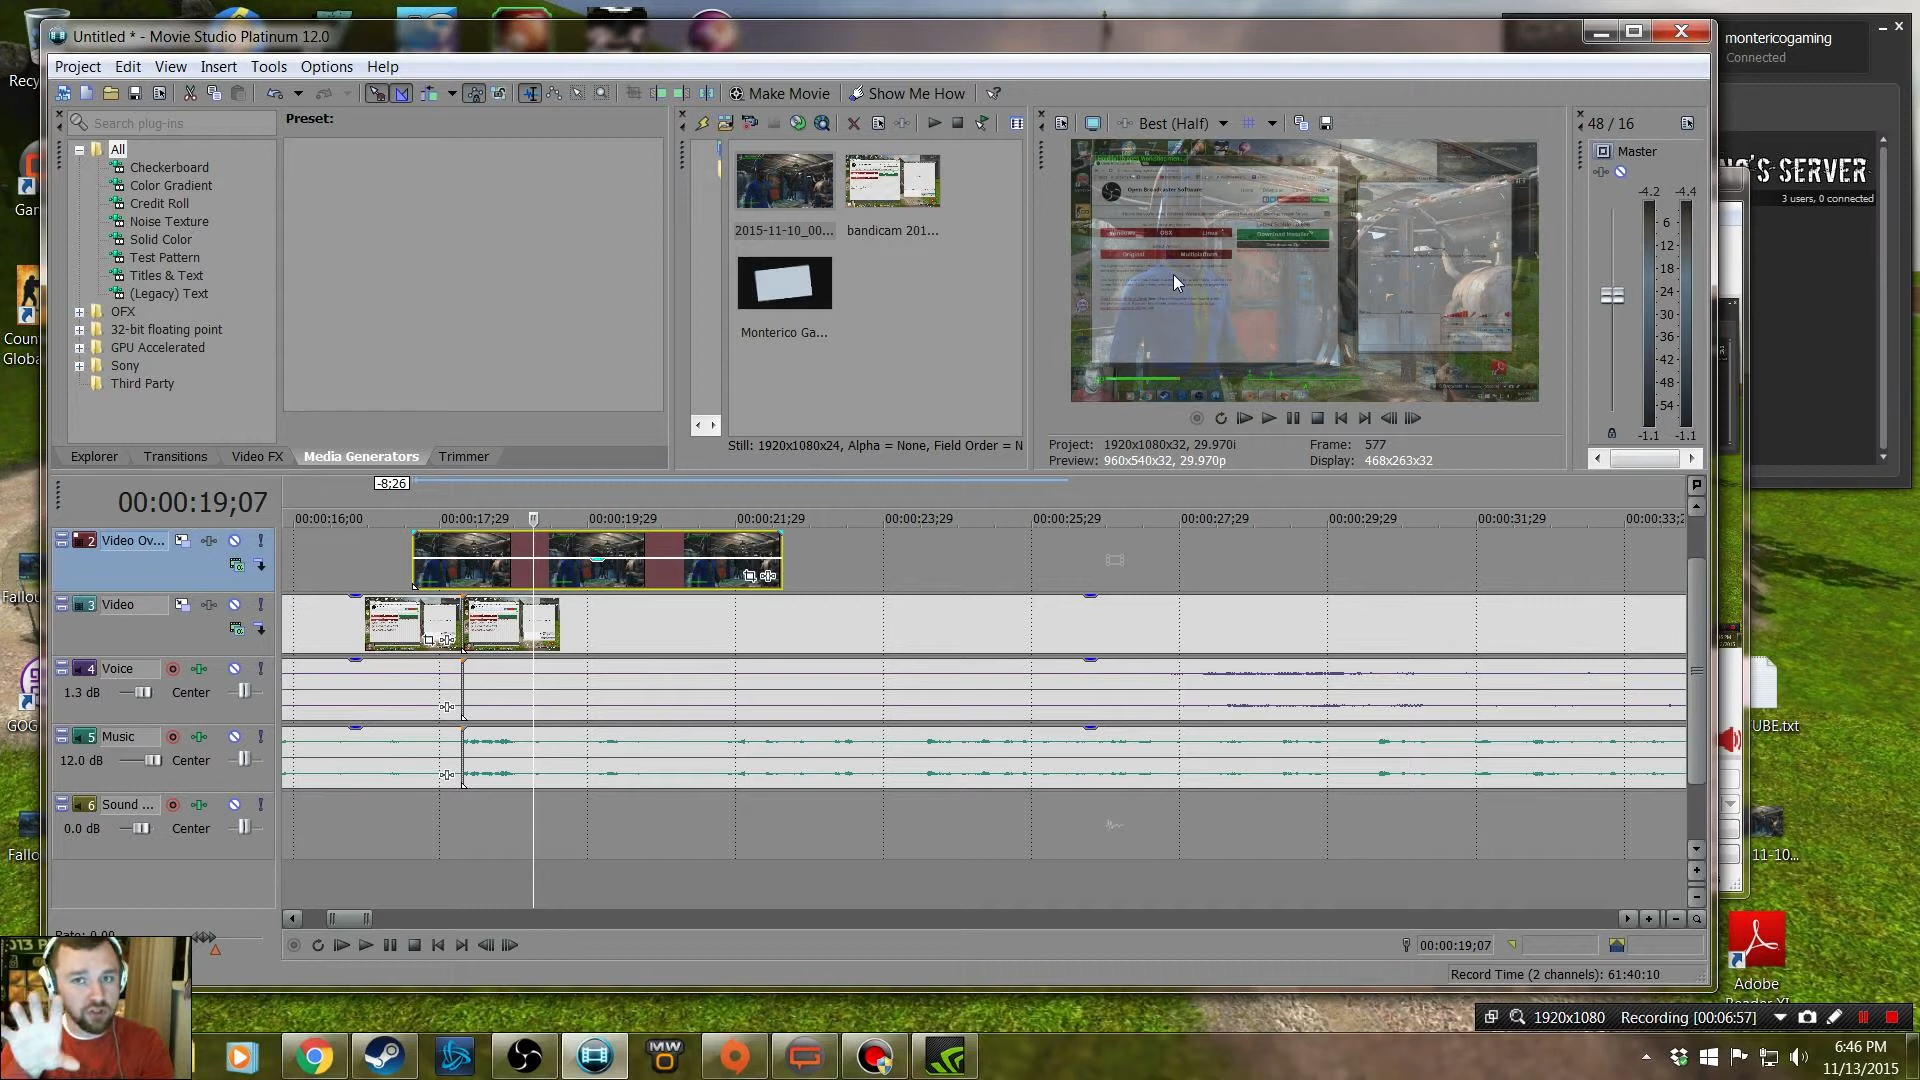 Untitled * - Movie Studio Platinum 12.0
montericogaming
Connected
Project Edit View Insert Tools Options Help
Make Movie
Show Me How
Search plug-ins
Preset:
All
Checkerboard
Color Gradient
Credit Roll
Noise Texture
Solid Color
Test Pattern
Titles & Text
(Legacy) Text
OFX
32-bit floating point
GPU Accelerated
Sony
Third Party
Explorer Transitions Video FX Media Generators Trimmer
2015-11-10_00...
bandicam 201...
Monterico Ga...
Still: 1920x1080x24, Alpha = None, Field Order = N
Best (Half)
Open Broadcaster Software
Windows OSX Linux
Download Installer
Original Multiplatform
Project: 1920x1080x32, 29.970i
Preview: 960x540x32, 29.970p
Frame: 577
Display: 468x263x32
48 / 16
Master
-4.2 -4.4
6
12
18
24
30
36
42
48
54
-1.1 -1.1
'S SERVER
3 users, 0 connected
00:00:19;07
-8;26
00:00:16;00 00:00:17;29 00:00:19;29 00:00:21;29 00:00:23;29 00:00:25;29 00:00:27;29 00:00:29;29 00:00:31;29
2 Video Ov...
3 Video
4 Voice
1.3 dB Center
5 Music
12.0 dB Center
6 Sound ...
0.0 dB Center
Rate: 0.00
00:00:19;07
Record Time (2 channels): 61:40:10
Recy
Gar
Coun
Globa
Fallou
GOG
Fallo
UBE.txt
11-10...
Adobe
Reader XI
1920x1080 Recording [00:06:57]
6:46 PM
11/13/2015